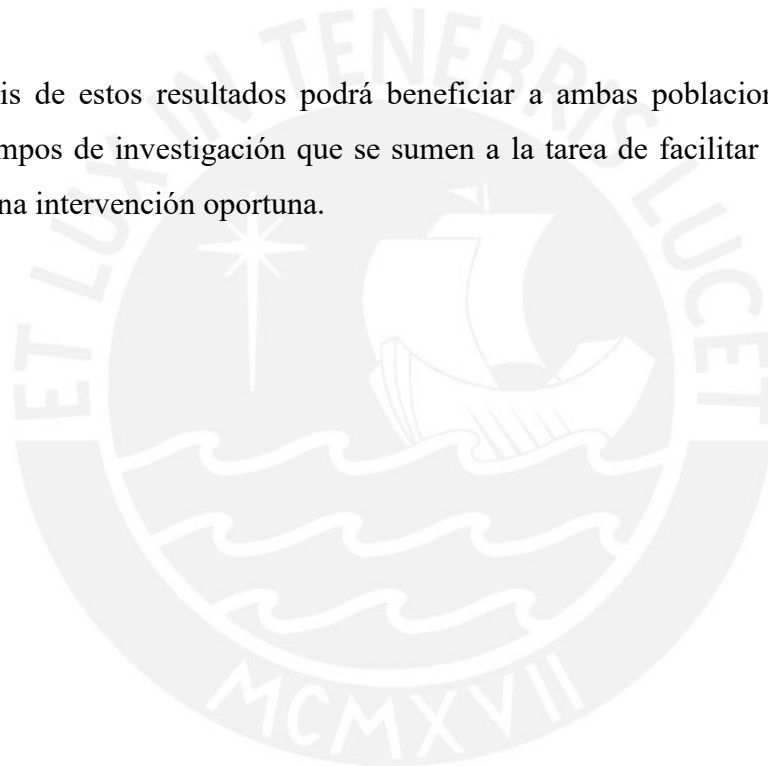 is de estos resultados podrá beneficiar a ambas poblacion
mpos de investigación que se sumen a la tarea de facilitar
na intervención oportuna.
ET LUX IN TENEBRIS LUCET
MCMXVII